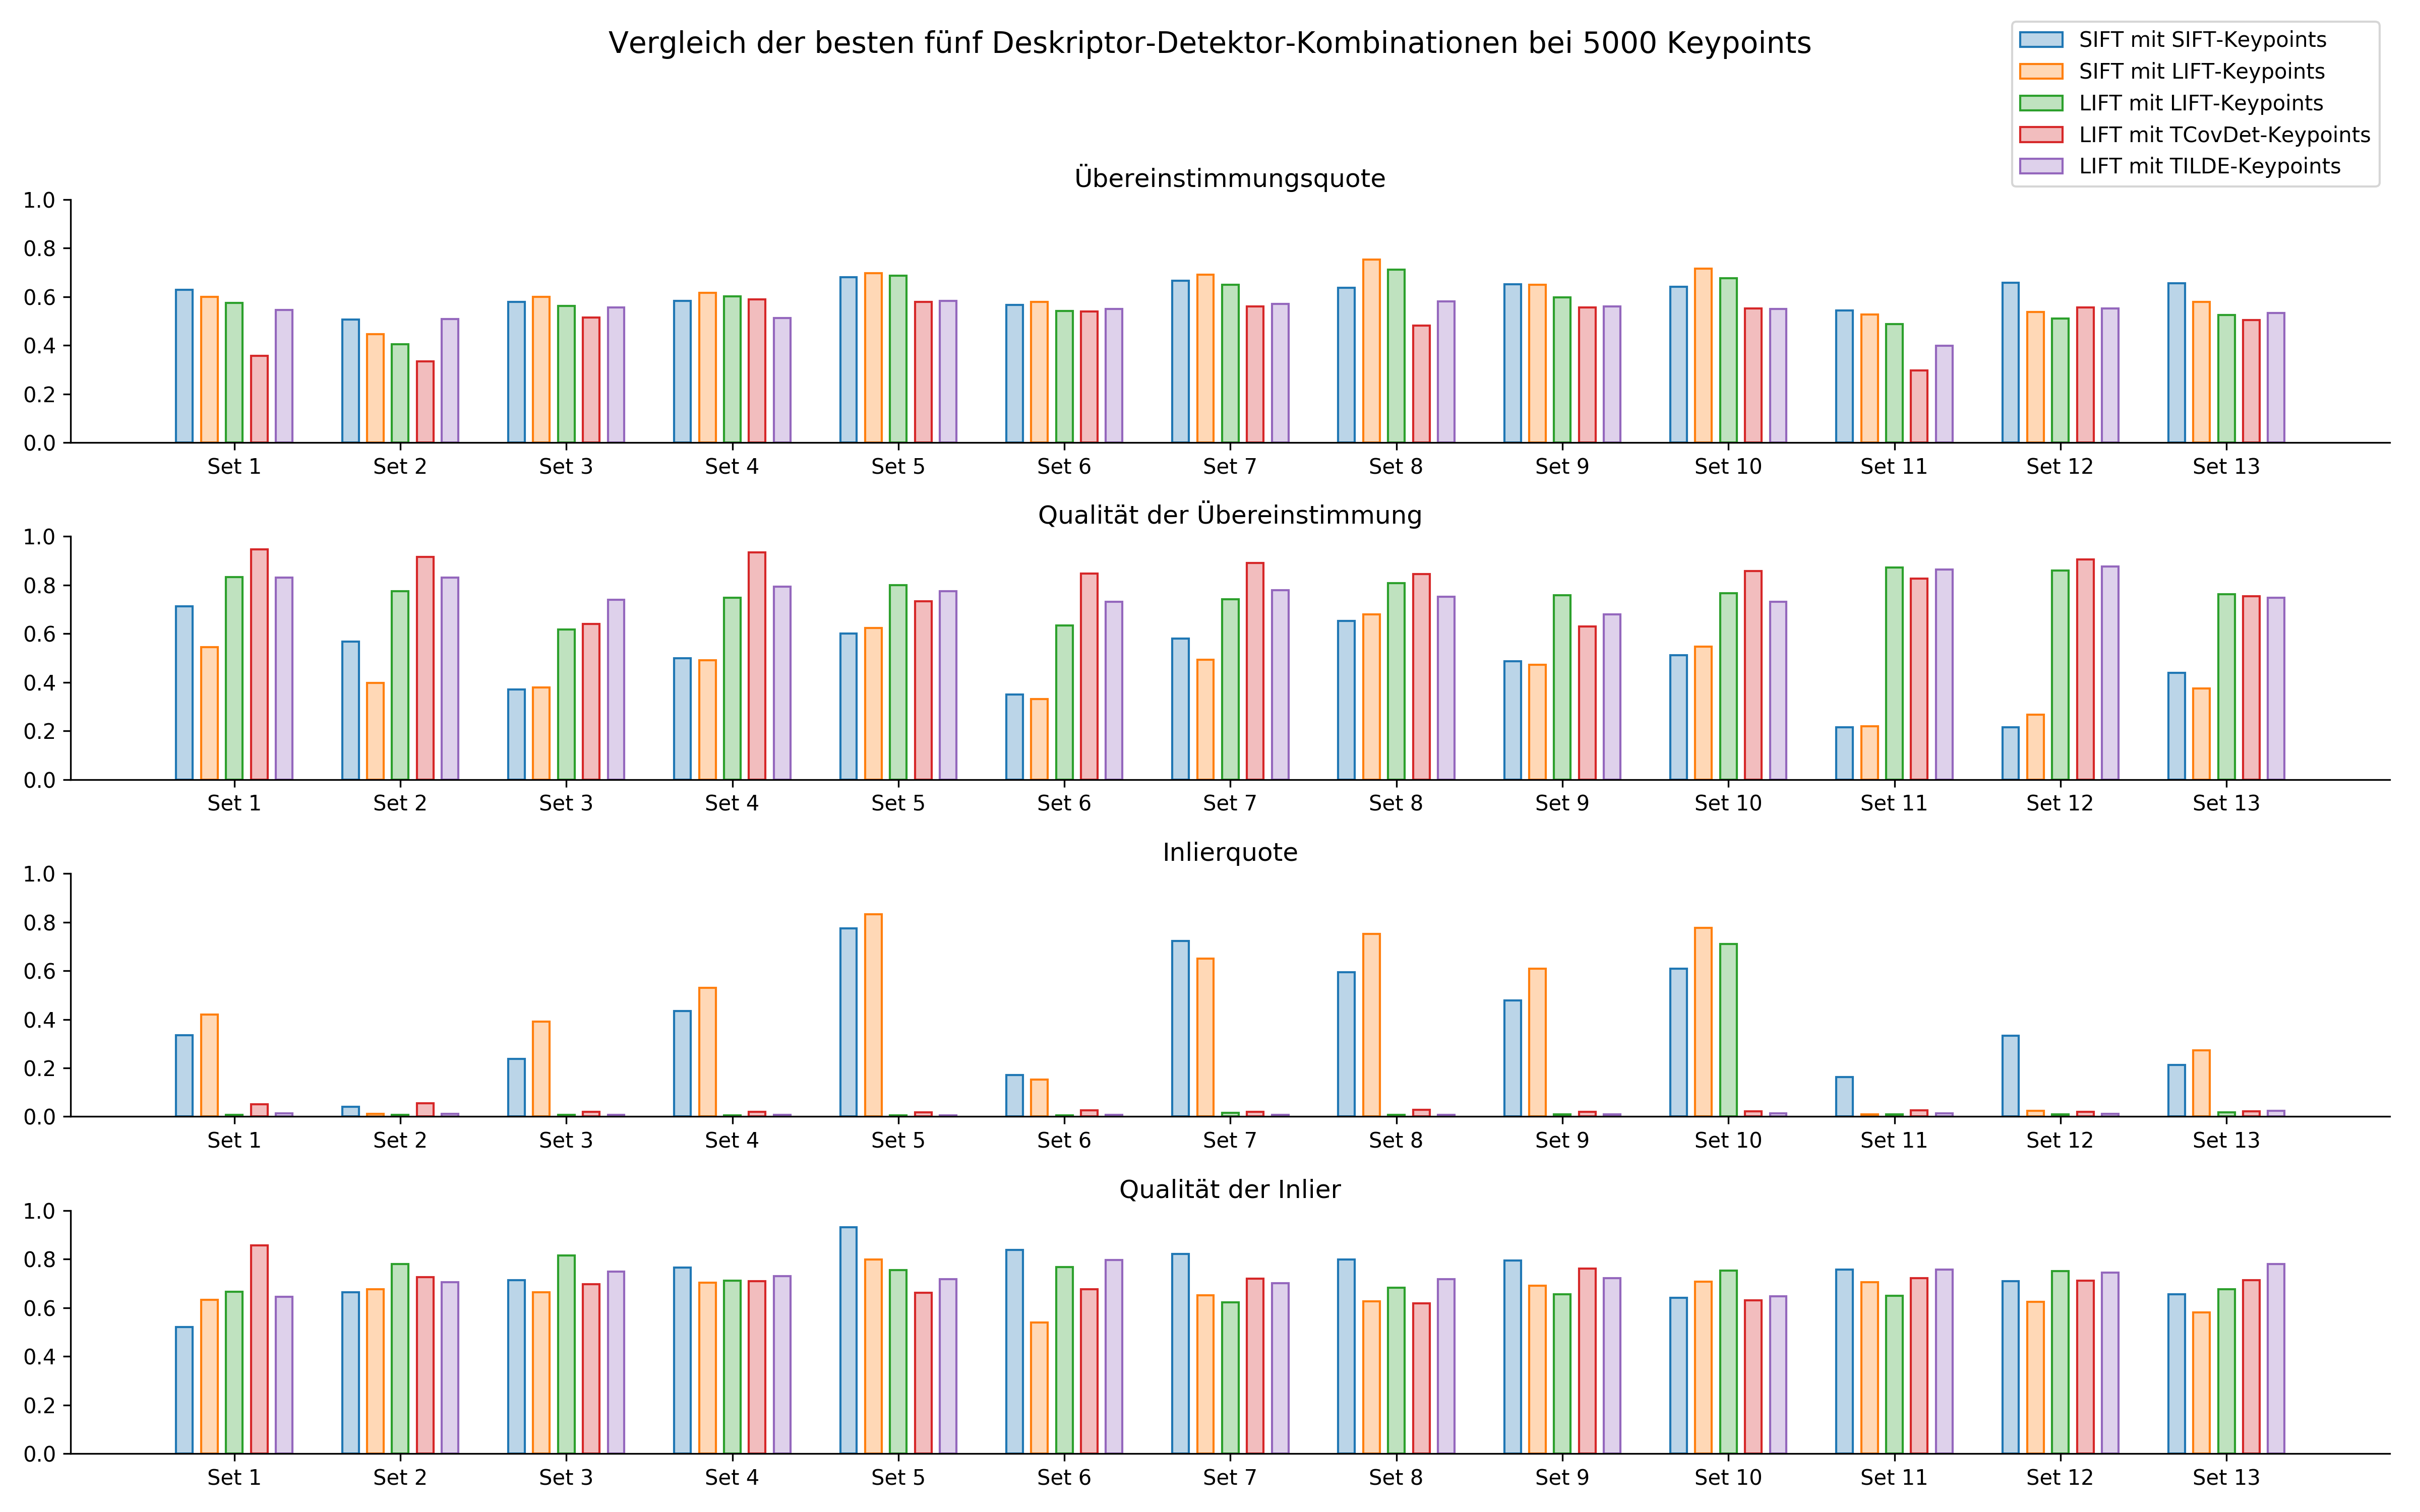 Vergleich der besten fünf Deskriptor-Detektor-Kombinationen bei 5000 Keypoints
SIFT mit SIFT-Keypoints
SIFT mit LIFT-Keypoints
LIFT mit LIFT-Keypoints
LIFT mit TCovDet-Keypoints
LIFT mit TILDE-Keypoints
Übereinstimmungsquote
1.0
0.8
0.6
0.4
0.2
0.0
Set 1 Set 2 Set 3 Set 4 Set 5 Set 6 Set 7 Set 8 Set 9 Set 10 Set 11 Set 12 Set 13
Qualität der Übereinstimmung
1.0
0.8
0.6
0.4
0.2
0.0
Set 1 Set 2 Set 3 Set 4 Set 5 Set 6 Set 7 Set 8 Set 9 Set 10 Set 11 Set 12 Set 13
Inlierquote
1.0
0.8
0.6
0.4
0.2
0.0
Set 1 Set 2 Set 3 Set 4 Set 5 Set 6 Set 7 Set 8 Set 9 Set 10 Set 11 Set 12 Set 13
Qualität der Inlier
1.0
0.8
0.6
0.4
0.2
0.0
Set 1 Set 2 Set 3 Set 4 Set 5 Set 6 Set 7 Set 8 Set 9 Set 10 Set 11 Set 12 Set 13